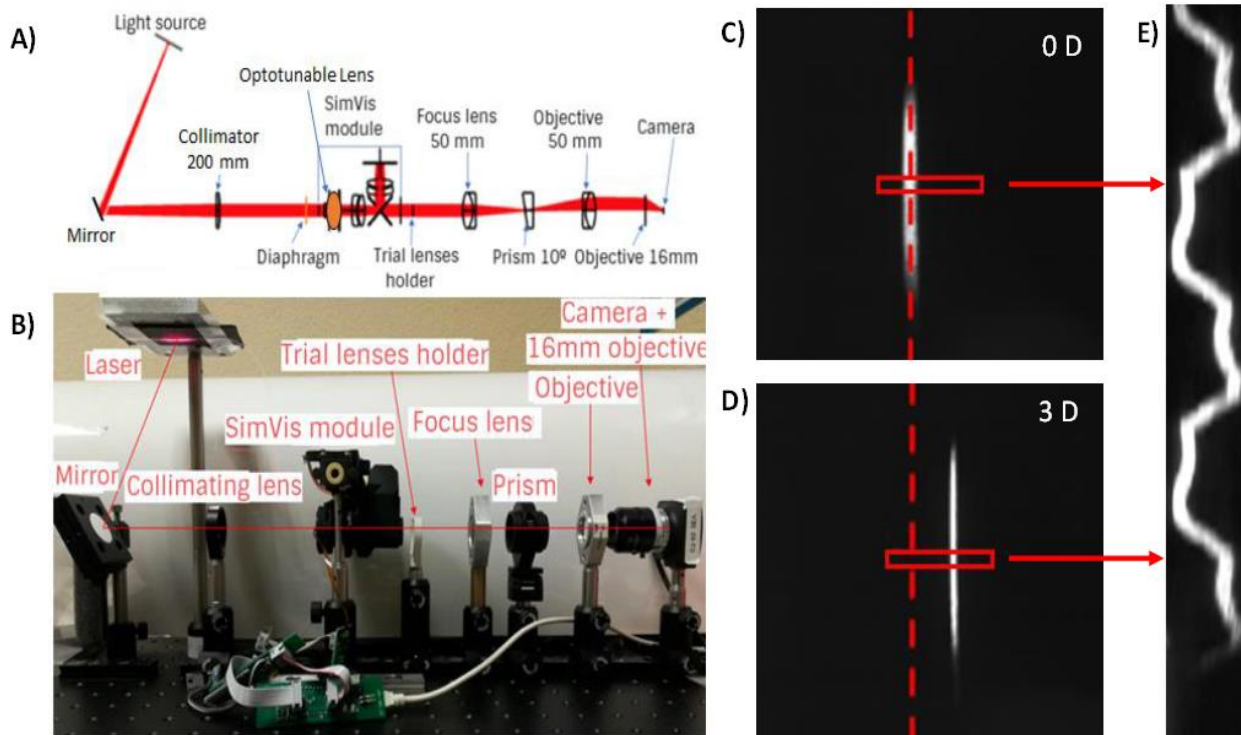 A)
Light source
Optotunable Lens
SimVis
module
Collimator
200 mm
Focus lens
50 mm
Objective
50 mm
Camera
Mirror
Diaphragm
Trial lenses
holder
Prism 10º
Objective 16mm
B)
Laser
Trial lenses holder
Camera +
16mm objective
Objective
SimVis module
Focus lens
Mirror
Collimating lens
Prism
C)
0 D
D)
3 D
E)